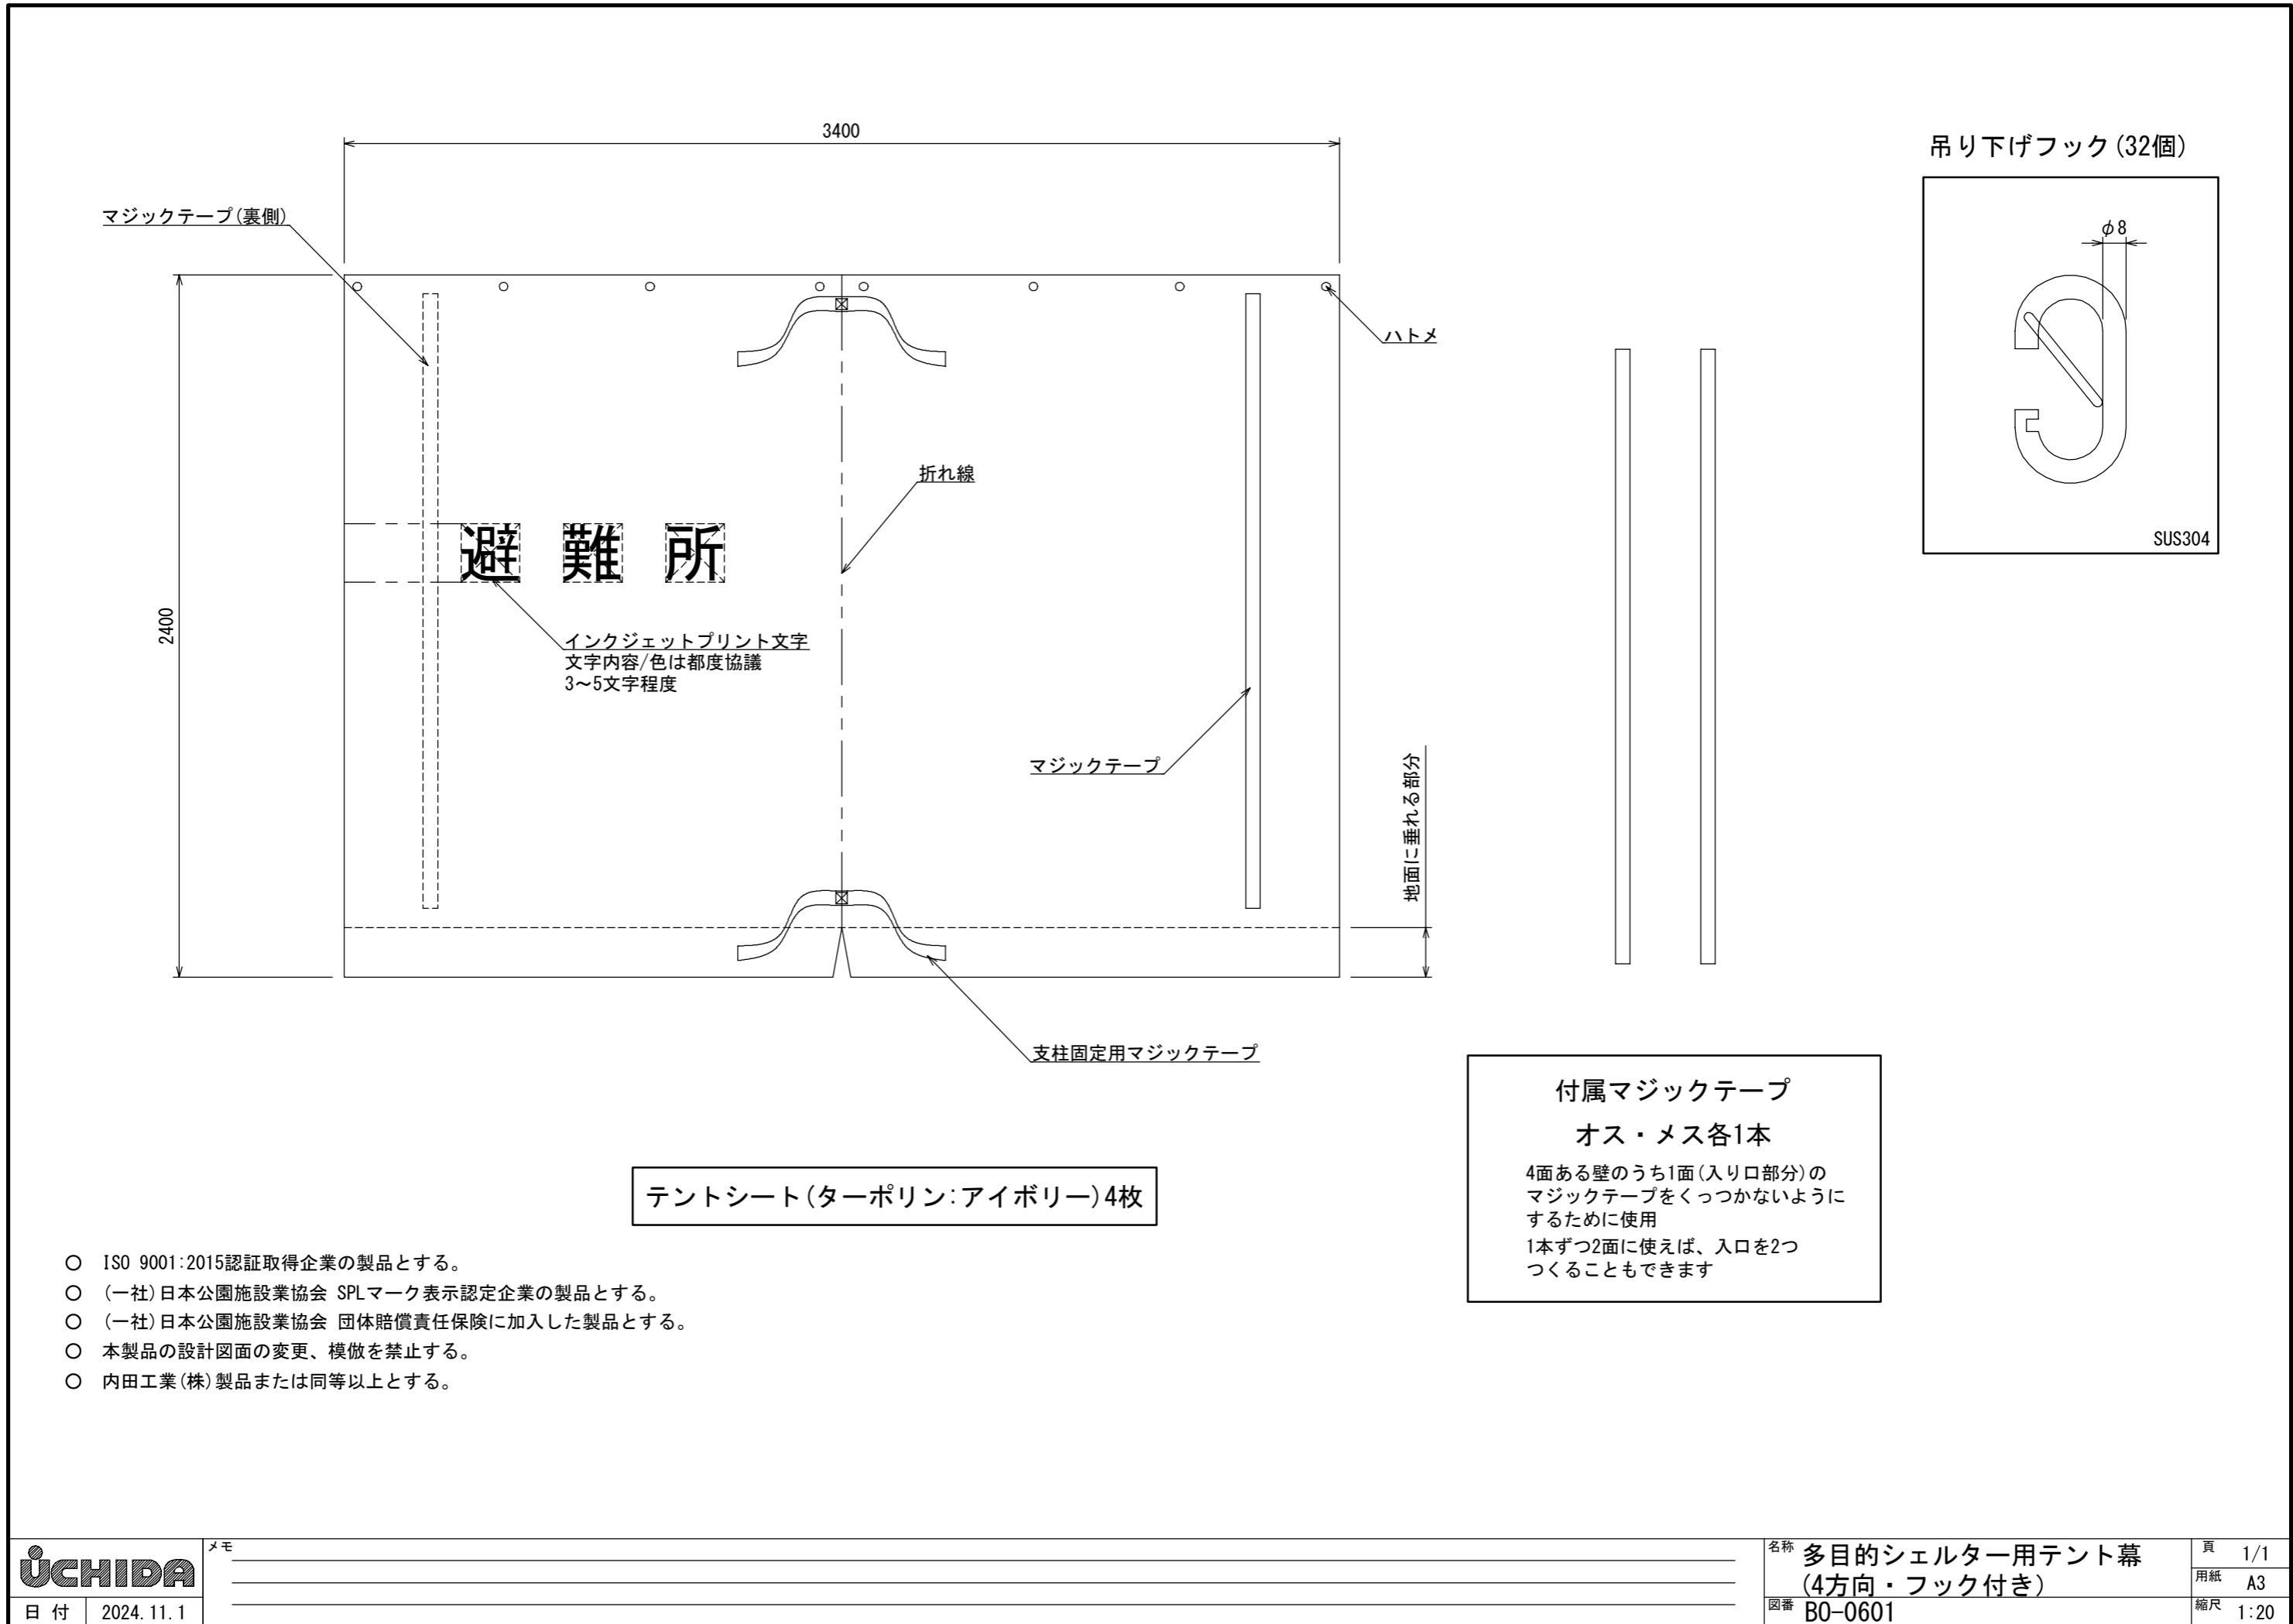 3400
吊り下げフック(32個)
マジックテープ(裏側)
φ8
ハトメ
折れ線
SUS304
避難所
2400
インクジェットプリント文字
文字内容/色は都度協議
3～5文字程度
マジックテープ
地面に垂れる部分
支柱固定用マジックテープ
付属マジックテープ
オス・メス各1本
4面ある壁のうち1面(入り口部分)の
マジックテープをくっつかないように
するために使用
1本ずつ2面に使えば、入口を2つ
つくることもできます
テントシート(ターポリン:アイボリー)4枚
○ ISO 9001:2015認証取得企業の製品とする。
○ (一社)日本公園施設業協会 SPLマーク表示認定企業の製品とする。
○ (一社)日本公園施設業協会 団体賠償責任保険に加入した製品とする。
○ 本製品の設計図面の変更、模倣を禁止する。
○ 内田工業(株)製品または同等以上とする。
UCHIDA
日付 2024.11.1
メモ
名称 多目的シェルター用テント幕
(4方向・フック付き)
図番 BO-0601
頁 1/1
用紙 A3
縮尺 1:20